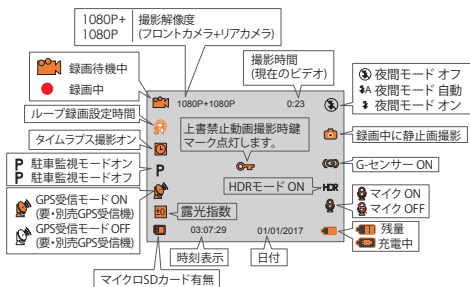 1080P+
1080P
撮影解像度
(フロントカメラ+リアカメラ)
録画待機中
録画中
撮影時間
(現在のビデオ)
夜間モード オフ
夜間モード 自動
夜間モード オン
1080P+1080P
0:23
ループ録画設定時間
上書禁止動画撮影時鍵
マーク点灯します。
録画中に静止画撮影
タイムラプス撮影オン
P 駐車監視モードオン
P 駐車監視モードオフ
P
G-センサー ON
HDRモード ON
HDR
GPS受信モード ON
(要・別売GPS受信機)
GPS受信モード OFF
(要・別売GPS受信機)
マイク ON
マイク OFF
±0
露光指数
03:07:29
01/01/2017
残量
充電中
時刻表示
日付
マイクロSDカード有無